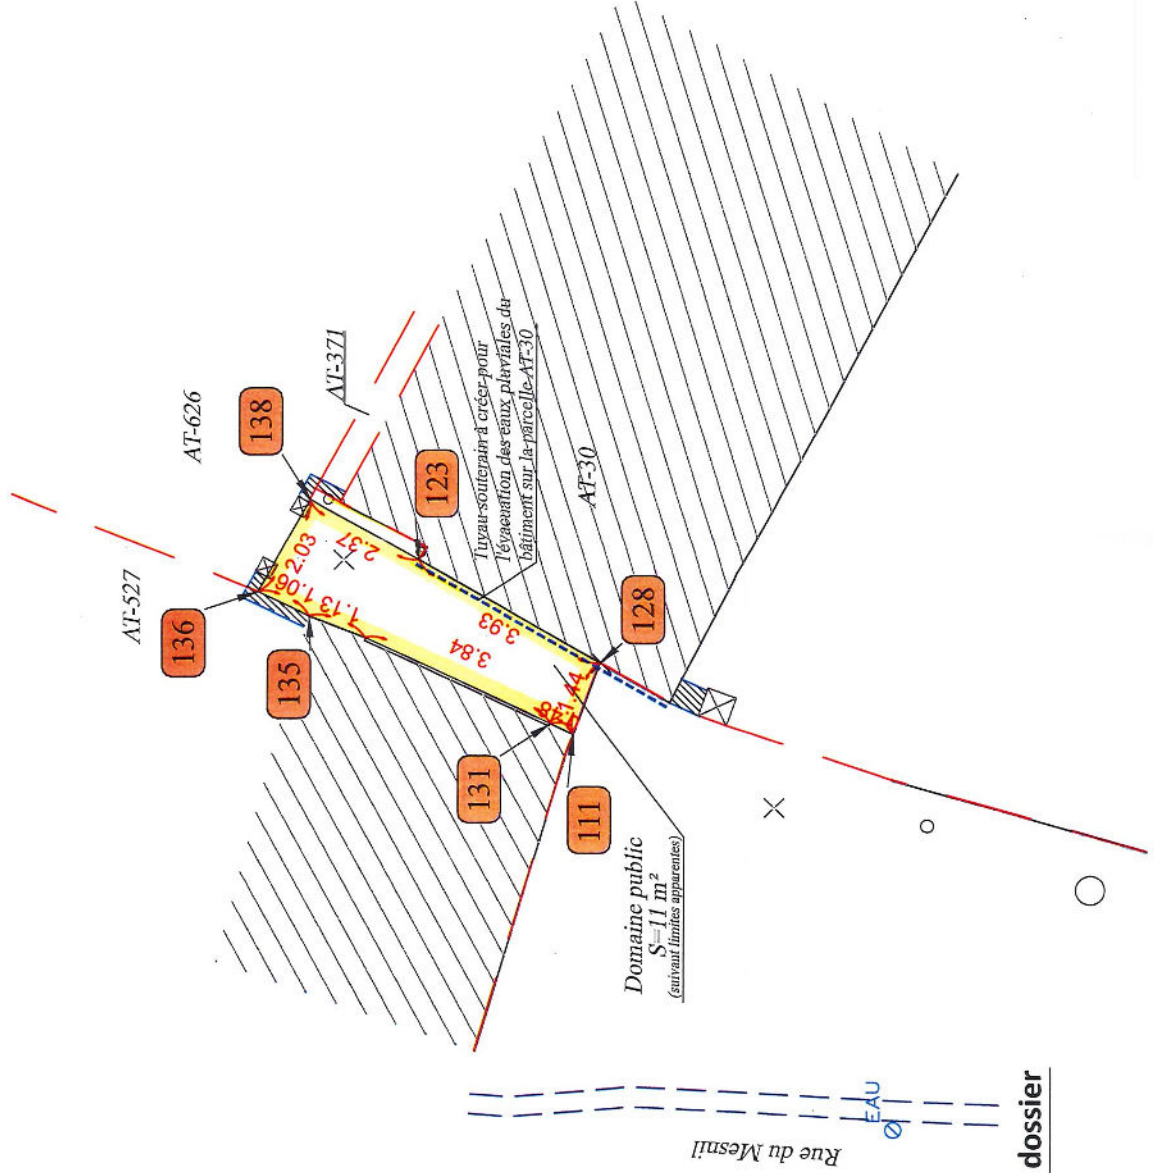 AT-626
138
AT-371
AT-527
136
2.03
1.06
1.13
2.37
135
123
Tuyau souterain à créer pour
l'évacuation des eaux pluviales du
bâtiment sur la parcelle AT-30
AT-30
3.93
3.84
128
1.44
131
111
Domaine public
S=11 m²
(suivant limites apparentes)
Rue du Mesnil
EAU
dossier